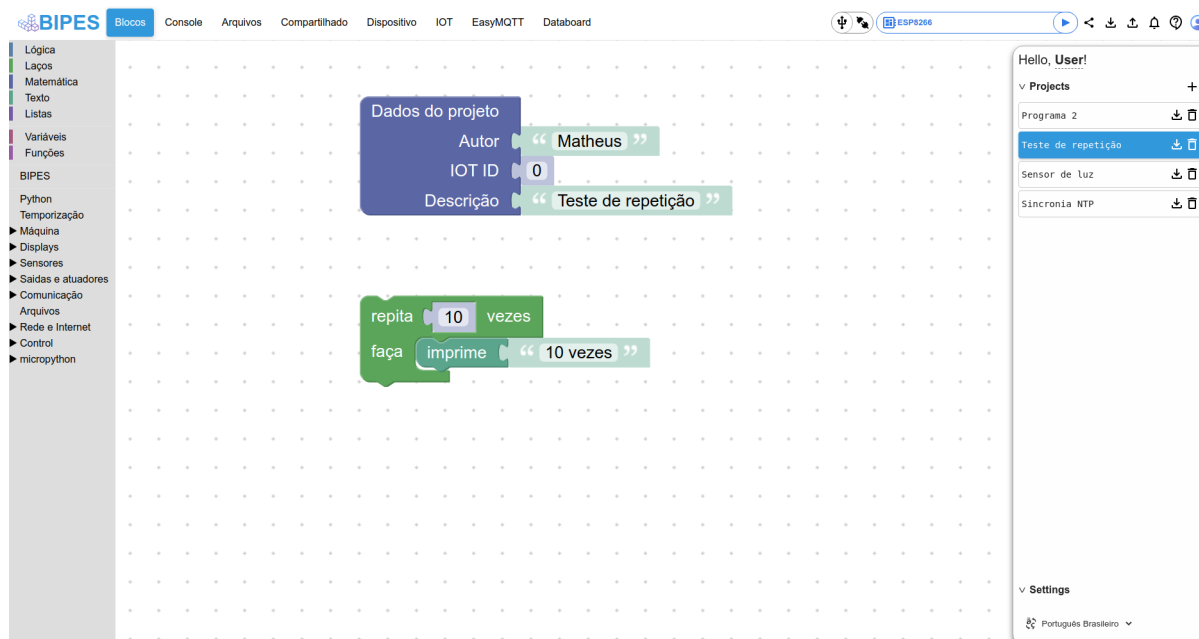 BIPES
Blocos Console Arquivos Compartilhado Dispositivo IOT EasyMQTT Databoard
ESP8266
Lógica
Laços
Matemática
Texto
Listas
Variáveis
Funções
BIPES
Python
Temporização
Máquina
Displays
Sensores
Saidas e atuadores
Comunicação
Arquivos
Rede e Internet
Control
micropython
Dados do projeto
Autor “ Matheus ”
IOT ID 0
Descrição “ Teste de repetição ”
repita 10 vezes
faça imprime “ 10 vezes ”
Hello, User!
Projects
Programa 2
Teste de repetição
Sensor de luz
Sincronia NTP
Settings
Português Brasileiro